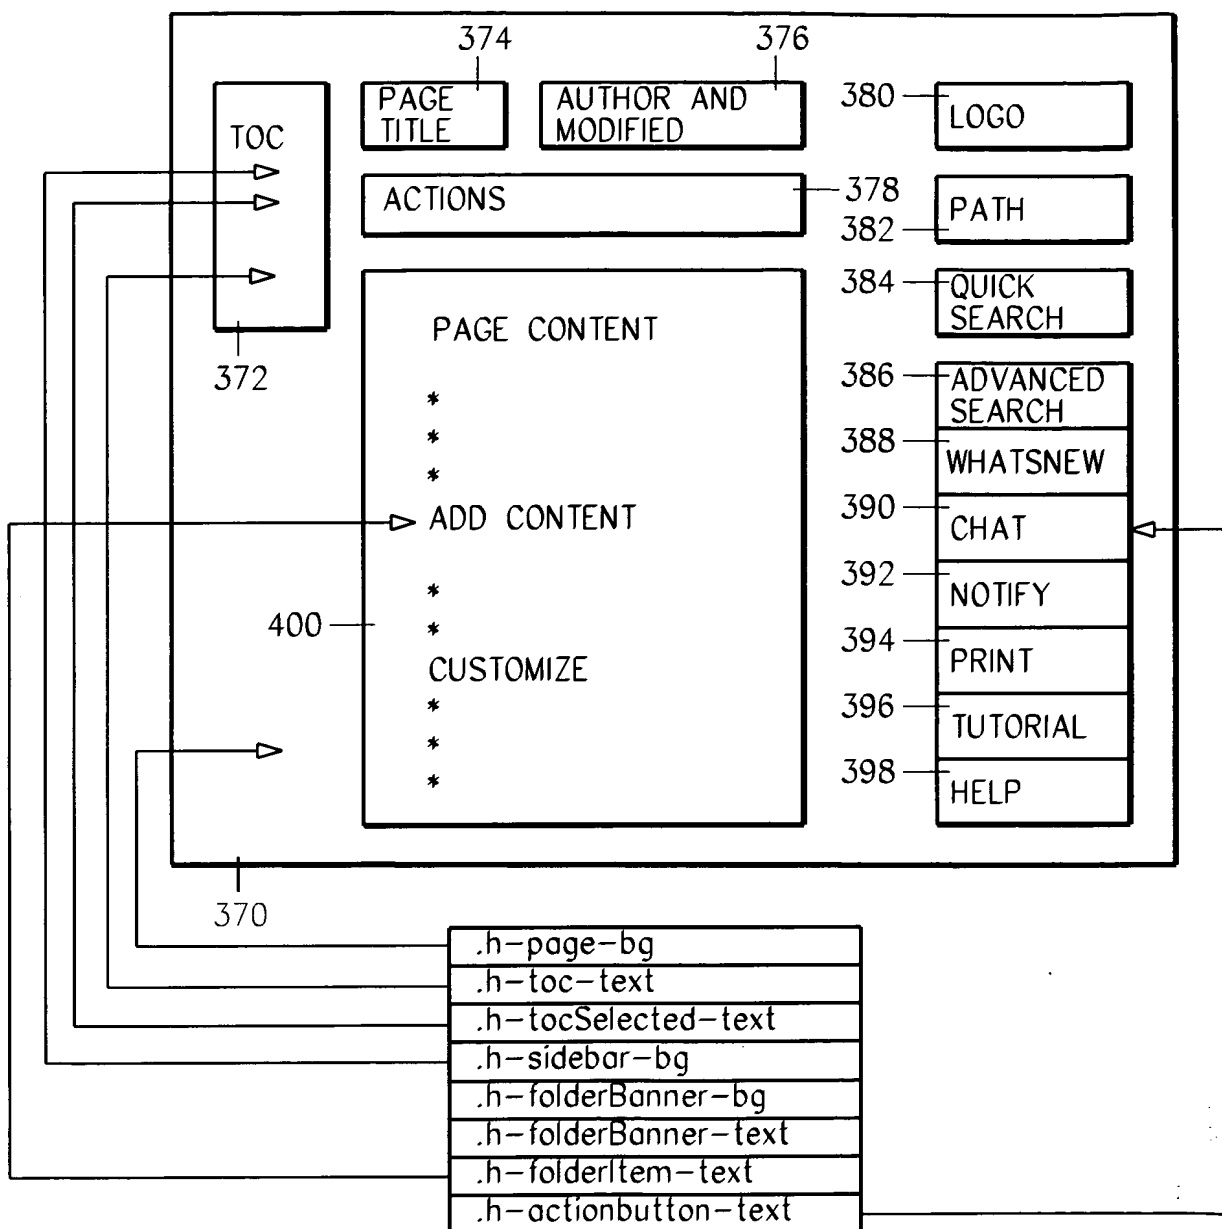 374
376
PAGE
TITLE
AUTHOR AND
MODIFIED
380
LOGO
TOC
ACTIONS
378
382
PATH
384
QUICK
SEARCH
372
PAGE CONTENT
*
*
*
ADD CONTENT
*
*
400
CUSTOMIZE
*
*
*
386
ADVANCED
SEARCH
388
WHATSNEW
390
CHAT
392
NOTIFY
394
PRINT
396
TUTORIAL
398
HELP
370
.h-page-bg
.h-toc-text
.h-tocSelected-text
.h-sidebar-bg
.h-folderBanner-bg
.h-folderBanner-text
.h-folderItem-text
.h-actionbutton-text